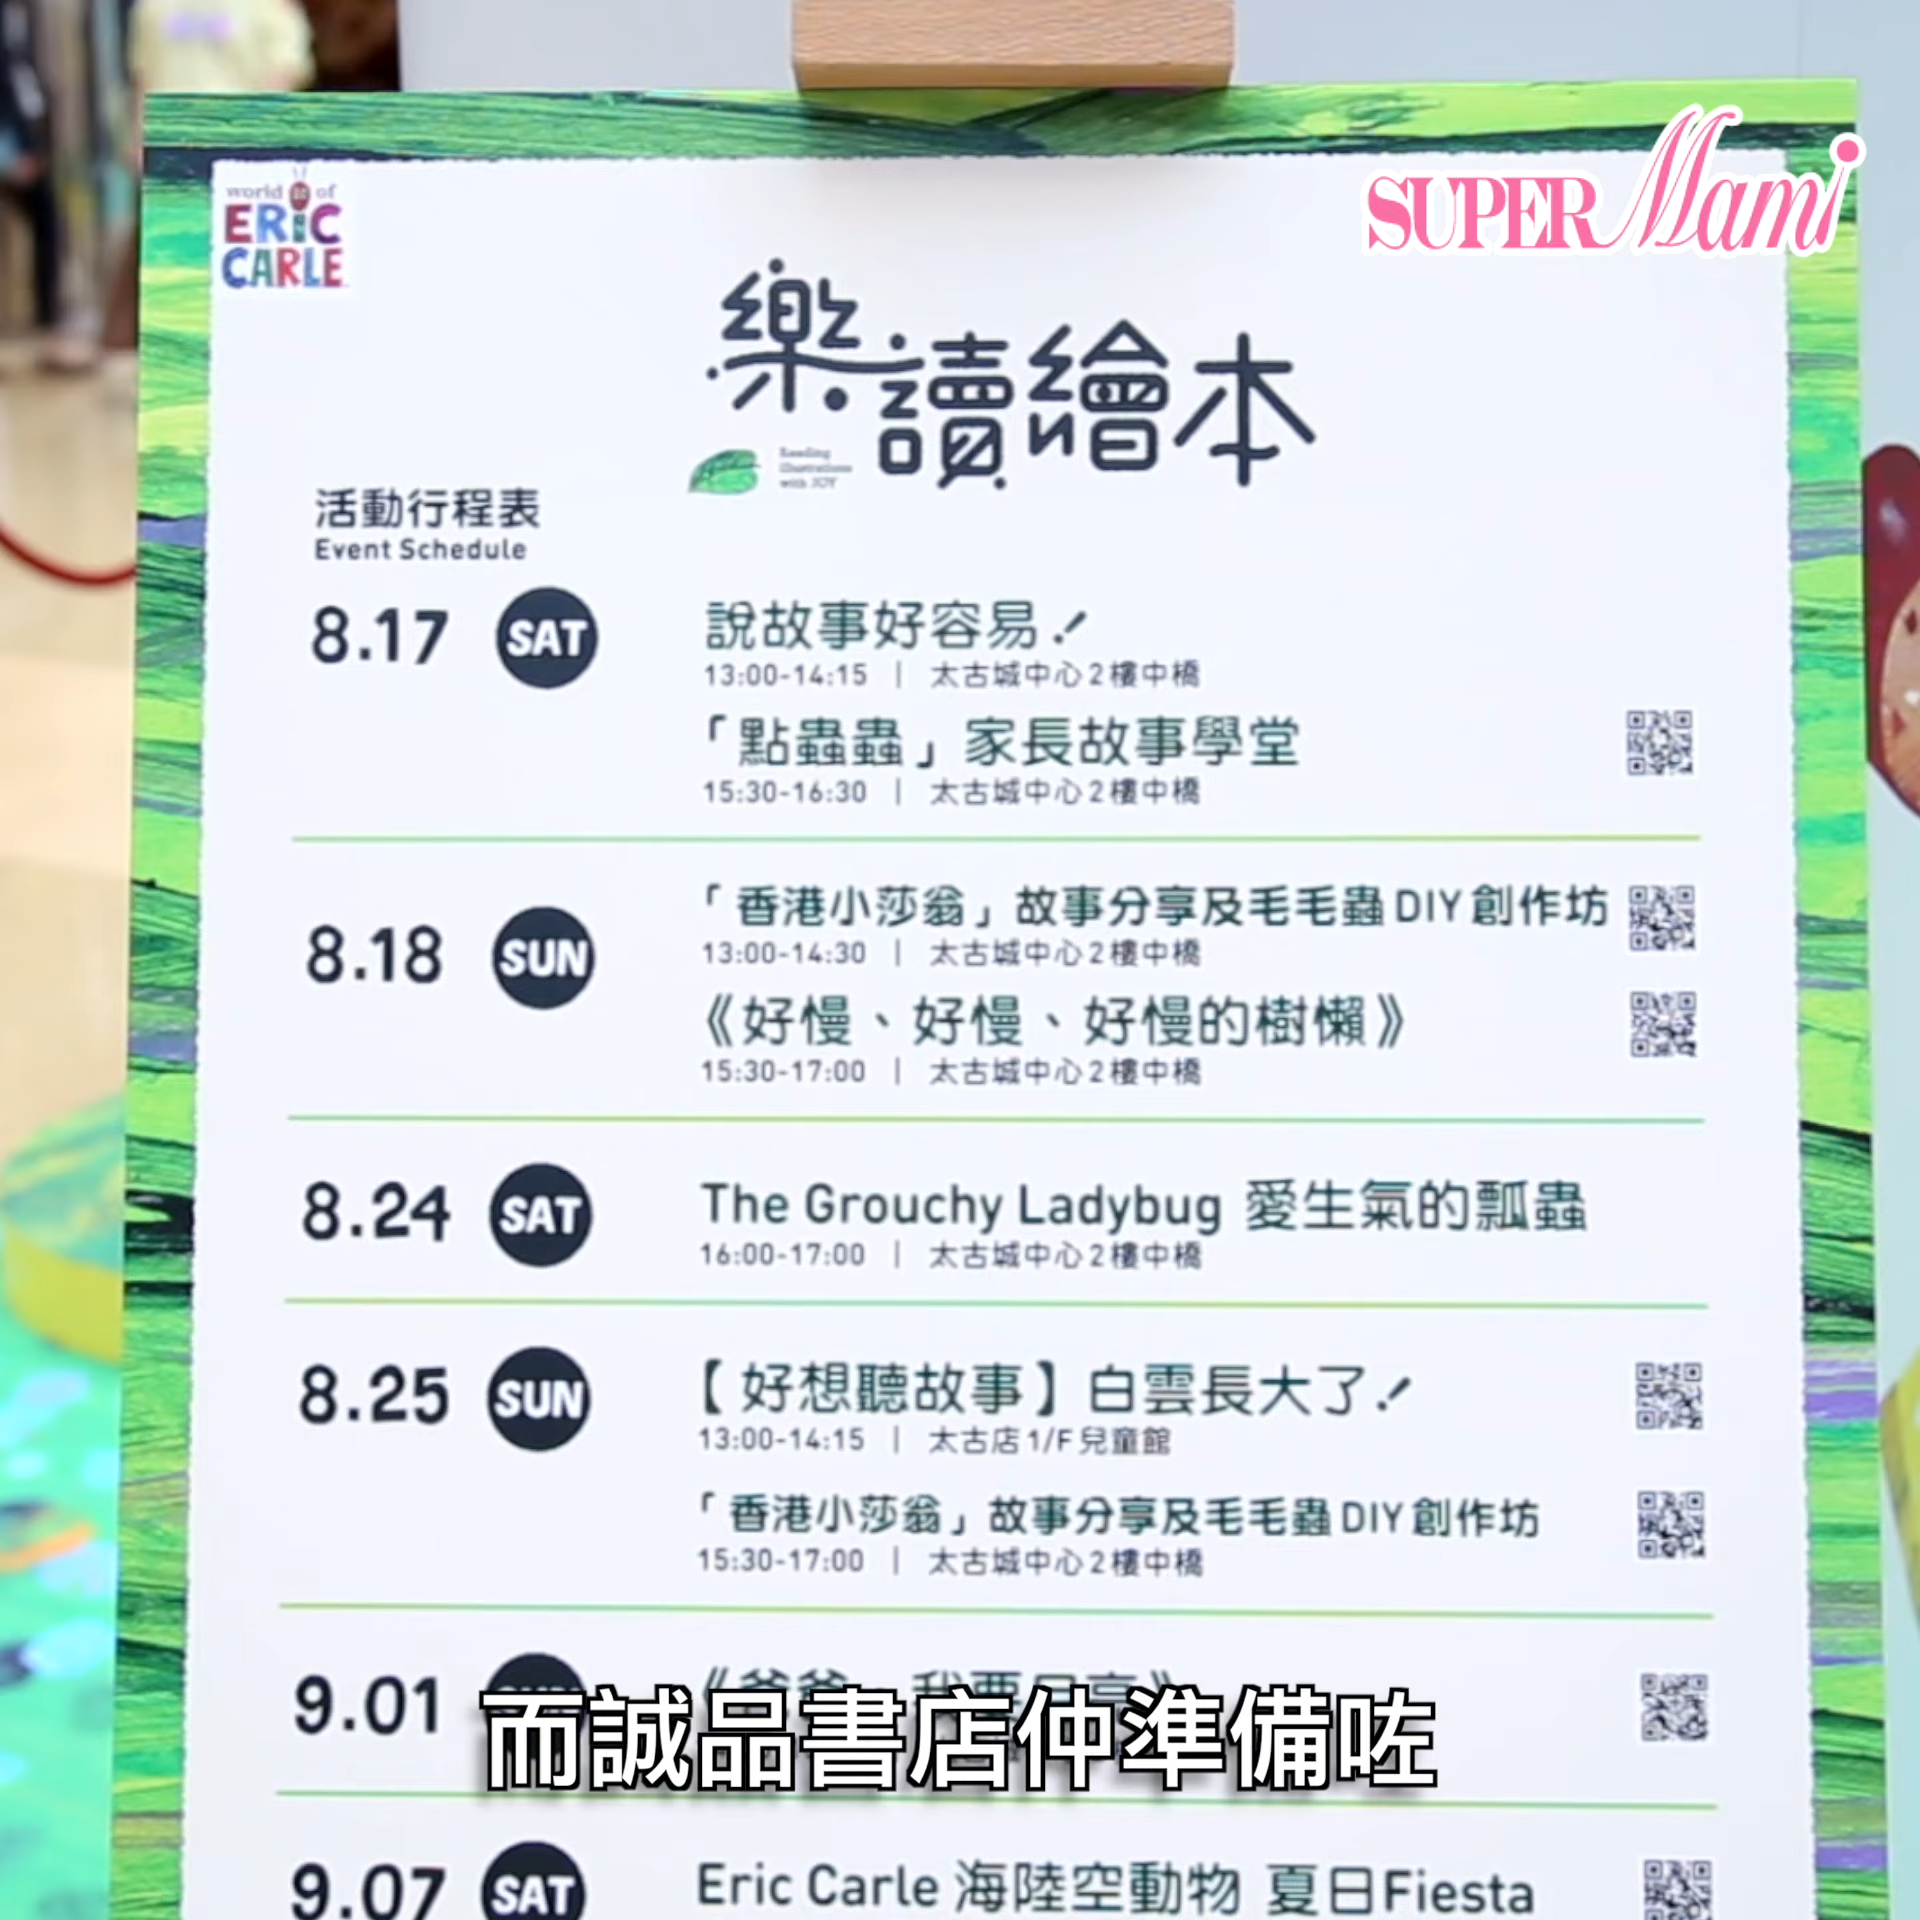 SUPER Mami
world of
ERIC
CARLE
樂讀繪本
Reading
Illustrations
with JOY
活動行程表
Event Schedule
8.17 SAT 說故事好容易!
13:00-14:15 | 太古城中心2樓中橋
「點蟲蟲」家長故事學堂
15:30-16:30 | 太古城中心2樓中橋
8.18 SUN 「香港小莎翁」故事分享及毛毛蟲DIY創作坊
13:00-14:30 | 太古城中心2樓中橋
《好慢、好慢、好慢的樹懶》
15:30-17:00 | 太古城中心2樓中橋
8.24 SAT The Grouchy Ladybug 愛生氣的瓢蟲
16:00-17:00 | 太古城中心2樓中橋
8.25 SUN 【好想聽故事】白雲長大了!
13:00-14:15 | 太古店1/F兒童館
「香港小莎翁」故事分享及毛毛蟲DIY創作坊
15:30-17:00 | 太古城中心2樓中橋
9.01
而誠品書店仲準備咗
9.07 SAT Eric Carle 海陸空動物 夏日Fiesta